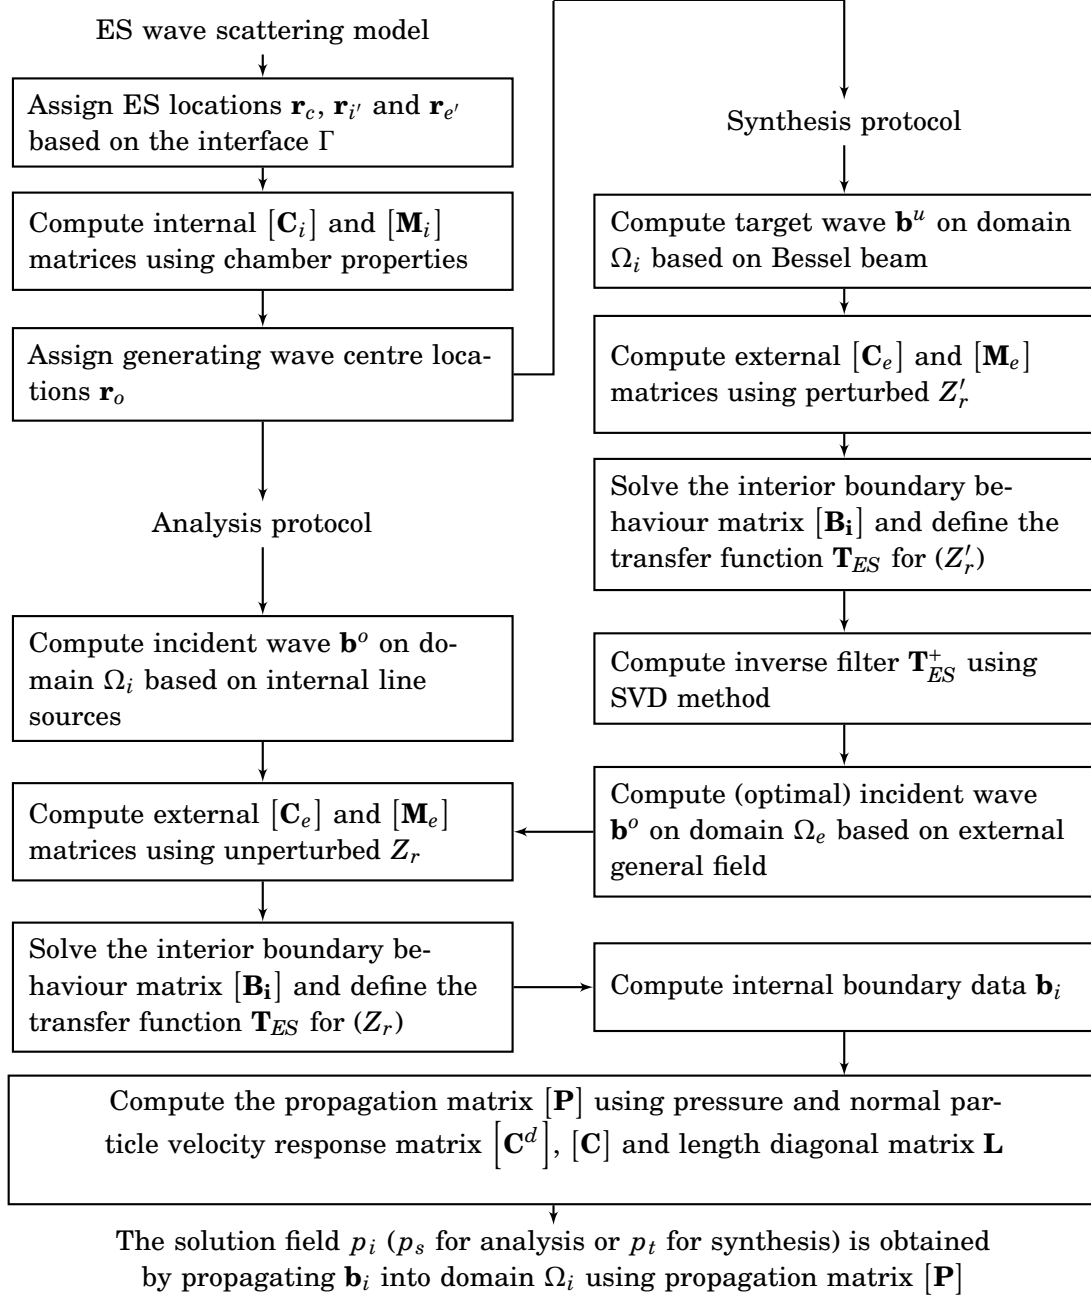 ES wave scattering model
Assign ES locations 𝐫_c, 𝐫_{i′} and 𝐫_{e′}
based on the interface Γ
Compute internal [𝐂_i] and [𝐌_i]
matrices using chamber properties
Assign generating wave centre loca-
tions 𝐫_o
Analysis protocol
Compute incident wave 𝐛^o on do-
main Ω_i based on internal line
sources
Compute external [𝐂_e] and [𝐌_e]
matrices using unperturbed Z_r
Solve the interior boundary be-
haviour matrix [𝐁_𝐢] and define the
transfer function 𝐓_{ES} for (Z_r)
Synthesis protocol
Compute target wave 𝐛^u on domain
Ω_i based on Bessel beam
Compute external [𝐂_e] and [𝐌_e]
matrices using perturbed Z′_r
Solve the interior boundary be-
haviour matrix [𝐁_𝐢] and define the
transfer function 𝐓_{ES} for (Z′_r)
Compute inverse filter 𝐓^+_{ES} using
SVD method
Compute (optimal) incident wave
𝐛^o on domain Ω_e based on external
general field
Compute internal boundary data 𝐛_i
Compute the propagation matrix [𝐏] using pressure and normal par-
ticle velocity response matrix [𝐂^d], [𝐂] and length diagonal matrix 𝐋
The solution field p_i (p_s for analysis or p_t for synthesis) is obtained
by propagating 𝐛_i into domain Ω_i using propagation matrix [𝐏]